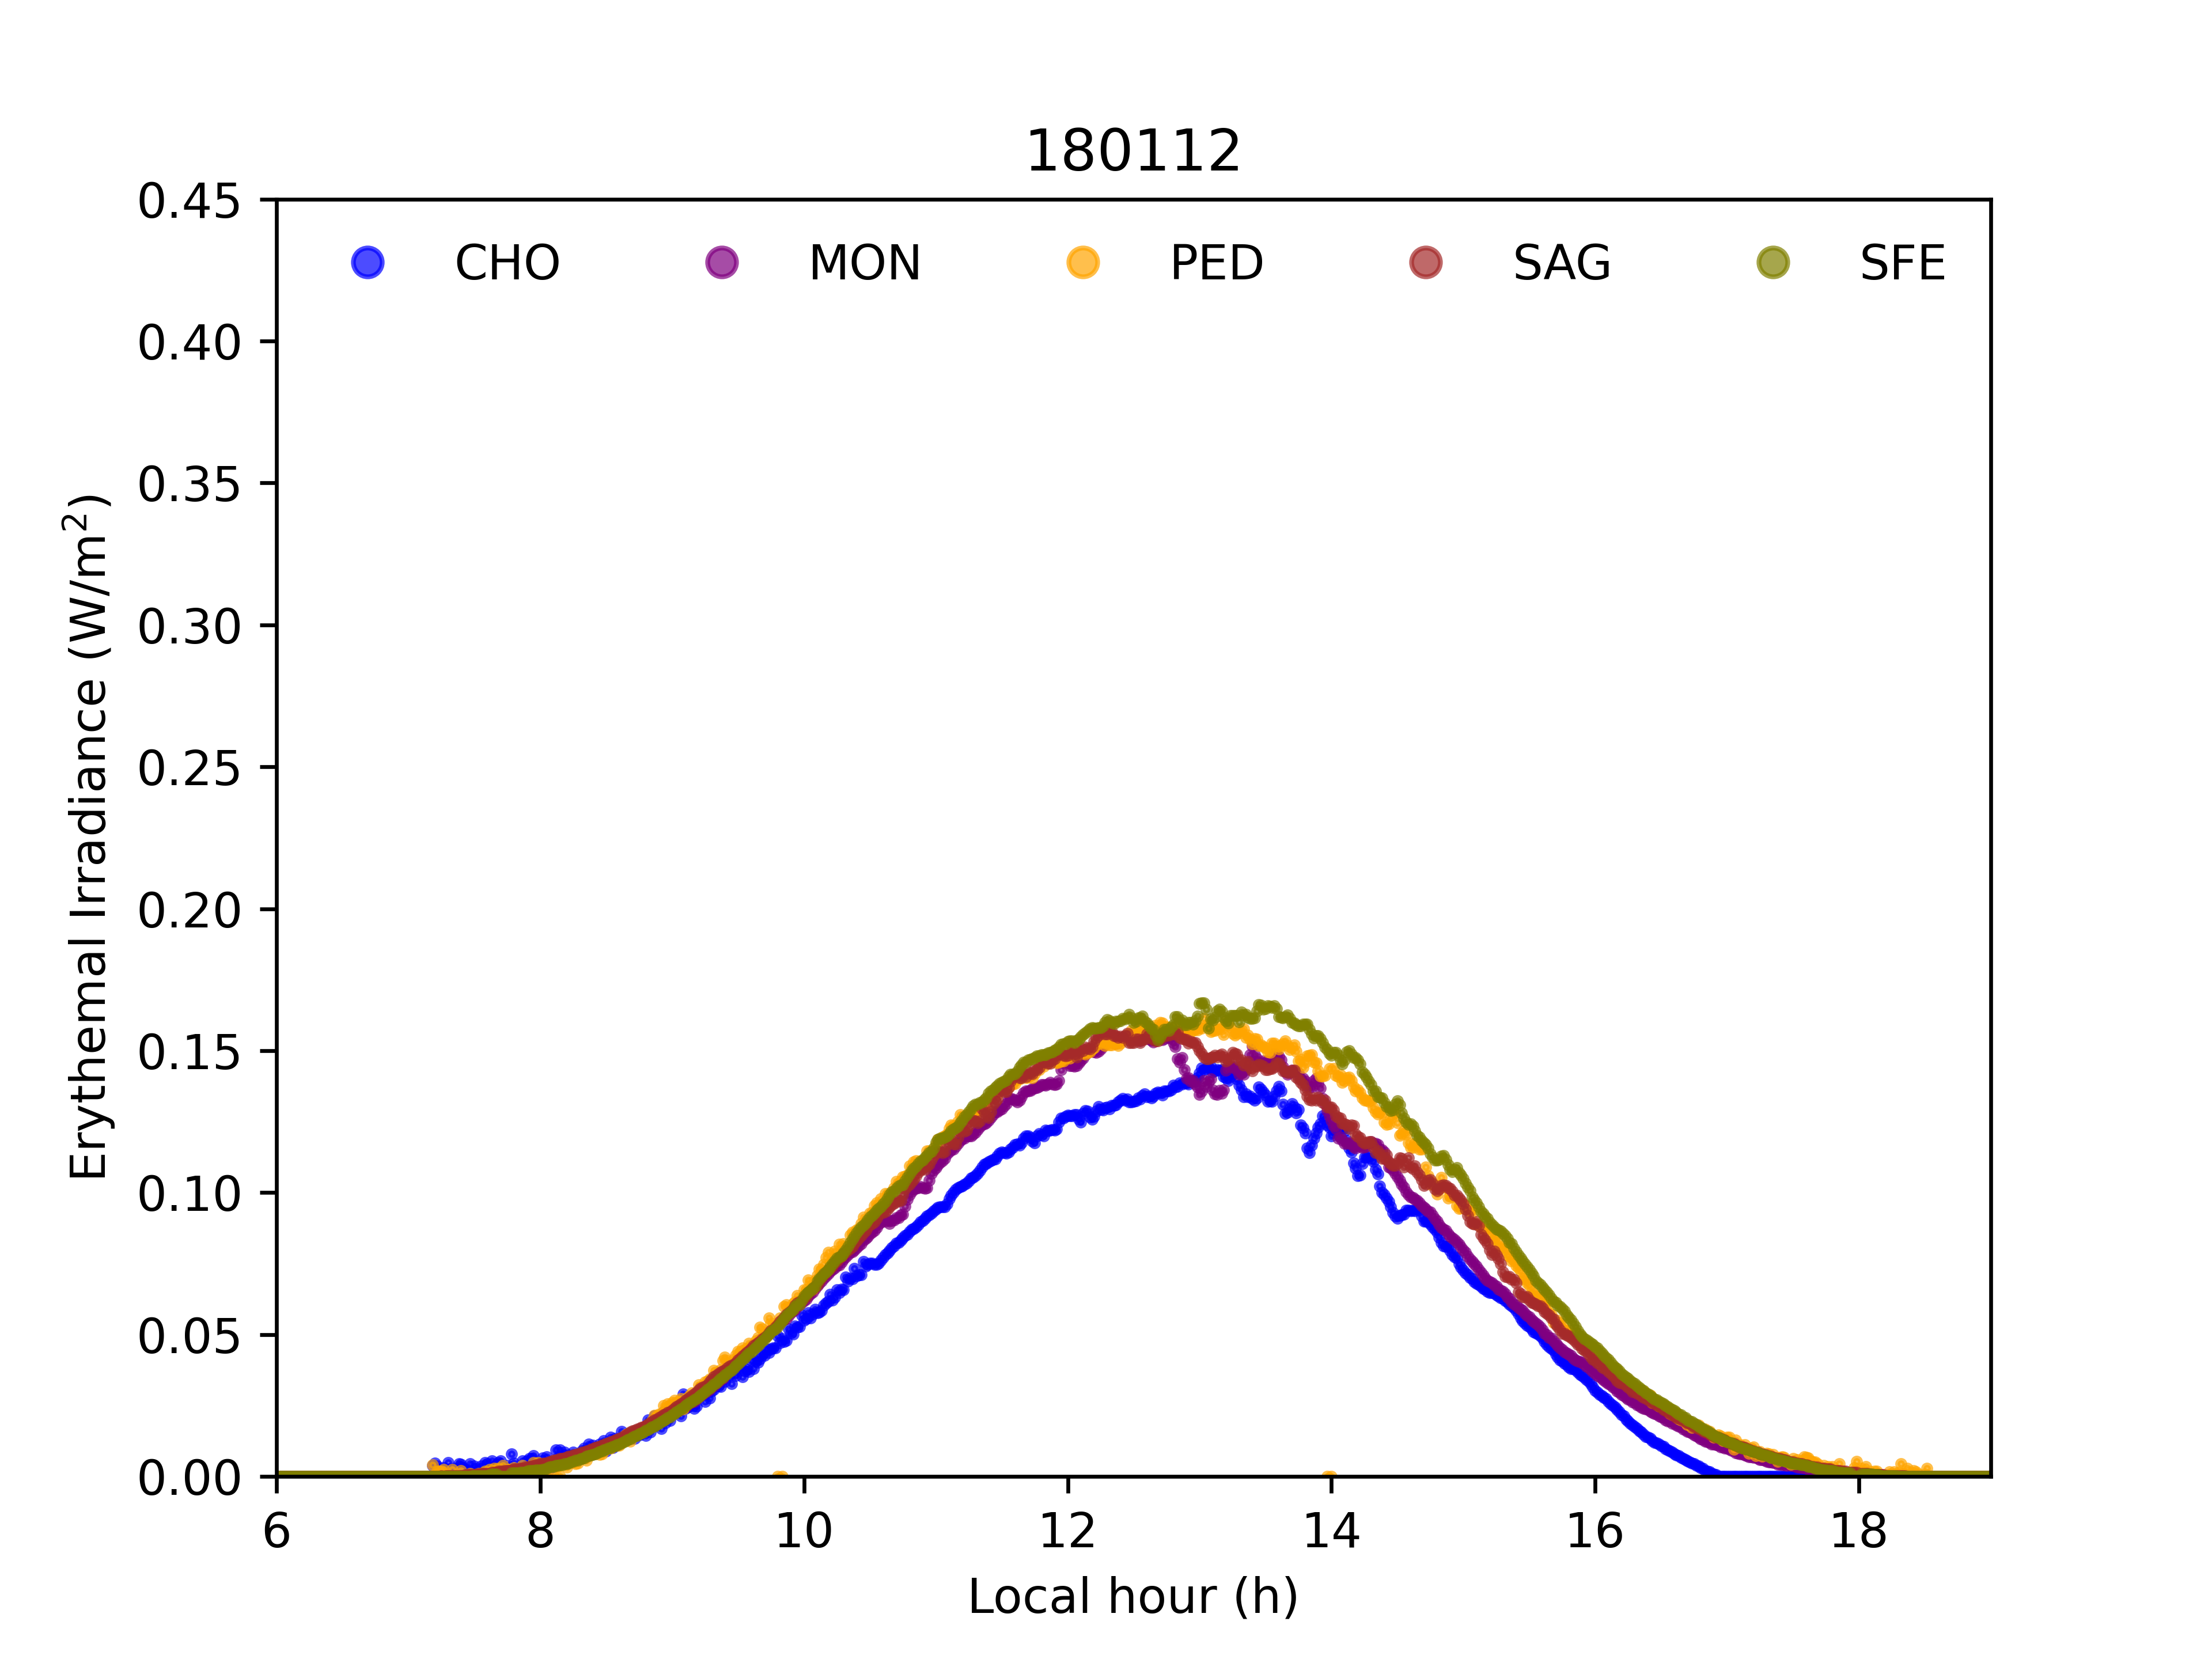 180112
CHO MON PED SAG SFE
0.45
0.40
0.35
0.30
0.25
0.20
0.15
0.10
0.05
0.00
Erythemal Irradiance (W/m²)
6 8 10 12 14 16 18
Local hour (h)